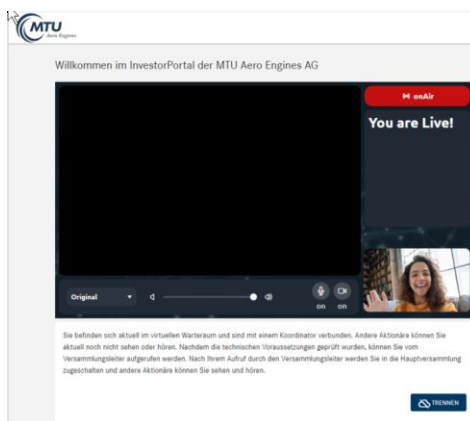 MTU
Aero Engines
Willkommen im InvestorPortal der MTU Aero Engines AG
onAir
You are Live!
Original
on on
Sie befinden sich aktuell im virtuellen Warteraum und sind mit einem Koordinator verbunden. Andere Aktionäre können Sie
aktuell noch nicht sehen oder hören. Nachdem die technischen Voraussetzungen geprüft wurden, können Sie vom
Versammlungsleiter aufgerufen werden. Nach Ihrem Aufruf durch den Versammlungsleiter werden Sie in die Hauptversammlung
zugeschalten und andere Aktionäre können Sie sehen und hören.
TRENNEN